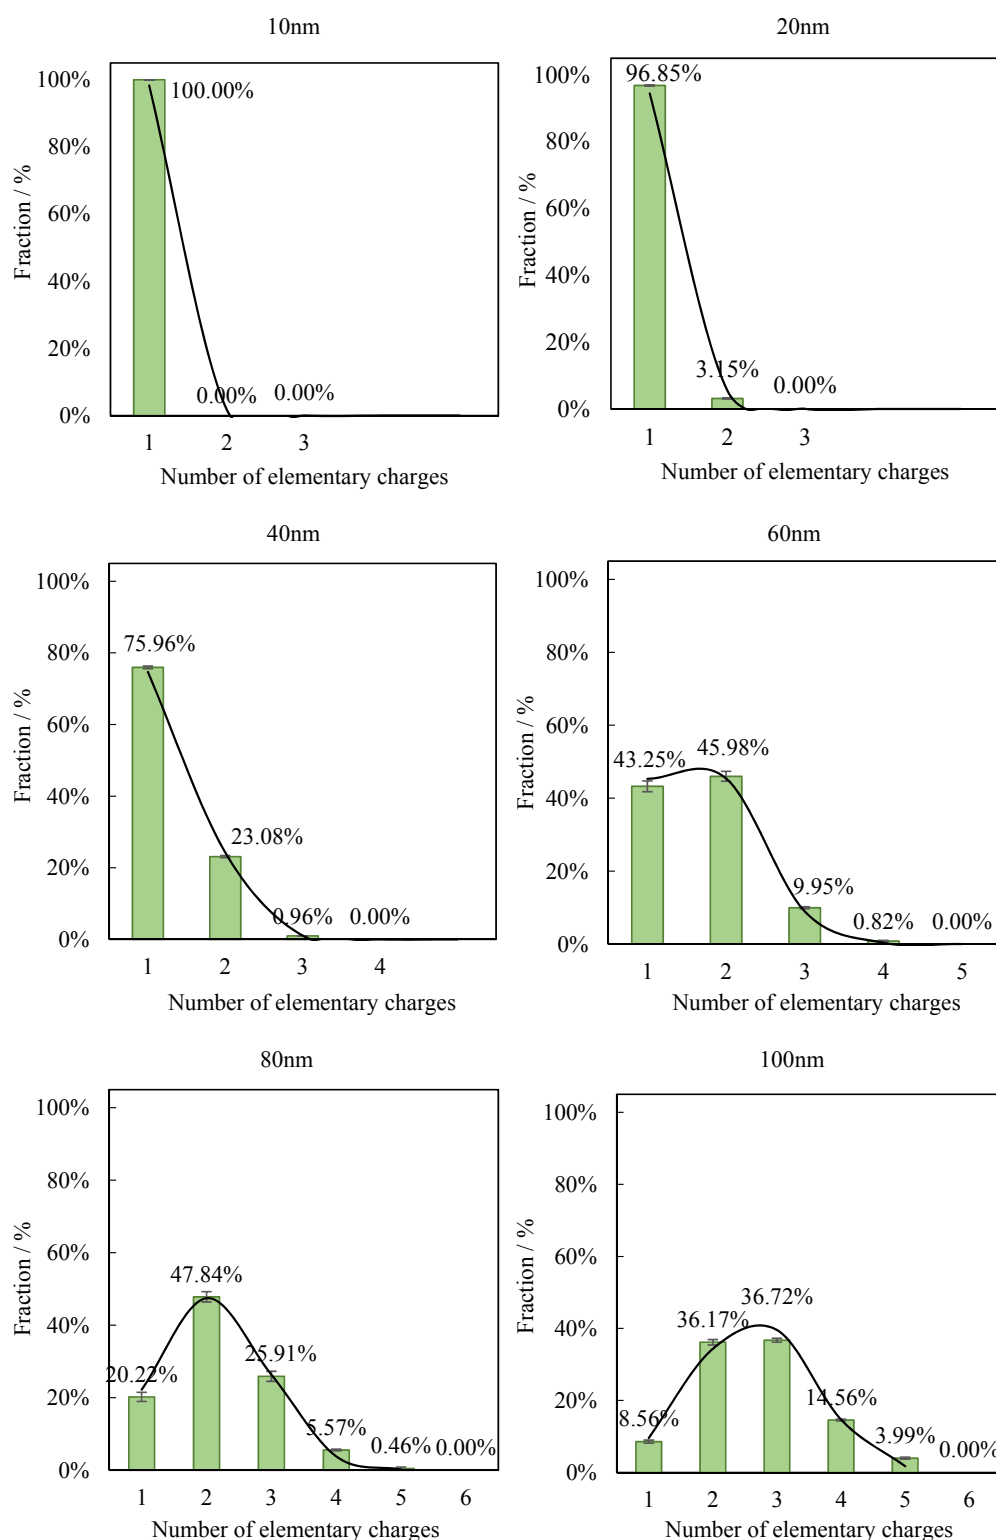 10nm
100%
80%
60%
40%
20%
0%
Fraction / %
100.00%
0.00%
0.00%
1 2 3
Number of elementary charges
20nm
100%
80%
60%
40%
20%
0%
Fraction / %
96.85%
3.15%
0.00%
1 2 3
Number of elementary charges
40nm
100%
80%
60%
40%
20%
0%
Fraction / %
75.96%
23.08%
0.96%
0.00%
1 2 3 4
Number of elementary charges
60nm
100%
80%
60%
40%
20%
0%
Fraction / %
43.25%
45.98%
9.95%
0.82%
0.00%
1 2 3 4 5
Number of elementary charges
80nm
100%
80%
60%
40%
20%
0%
Fraction / %
20.22%
47.84%
25.91%
5.57%
0.46%
0.00%
1 2 3 4 5 6
Number of elementary charges
100nm
100%
80%
60%
40%
20%
0%
Fraction / %
8.56%
36.17%
36.72%
14.56%
3.99%
0.00%
1 2 3 4 5 6
Number of elementary charges